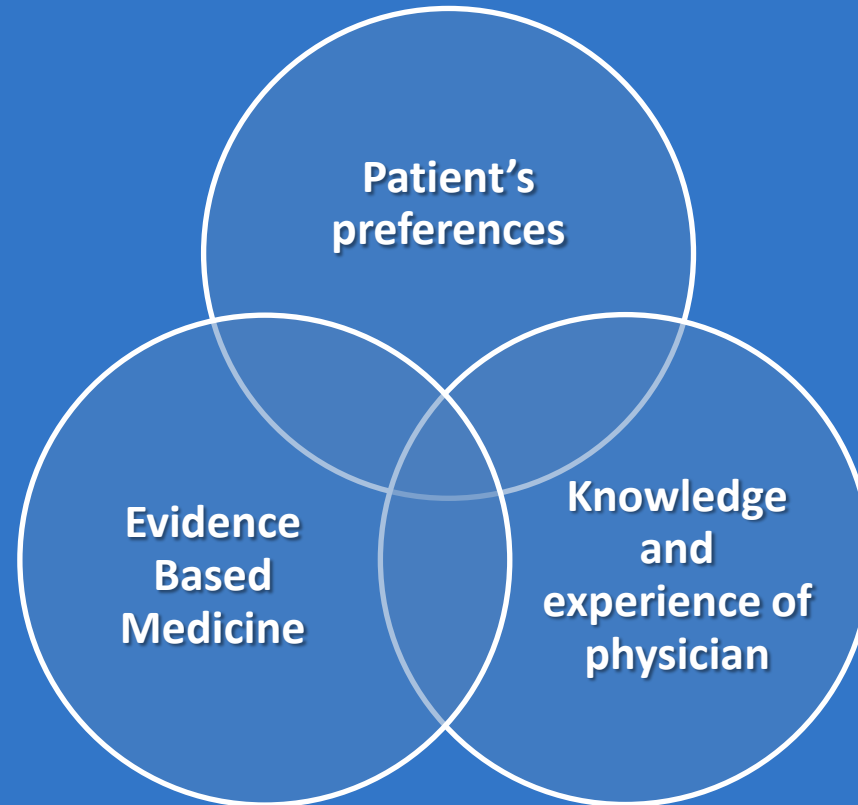 Patient’s
preferences
Evidence
Based
Medicine
Knowledge
and
experience of
physician